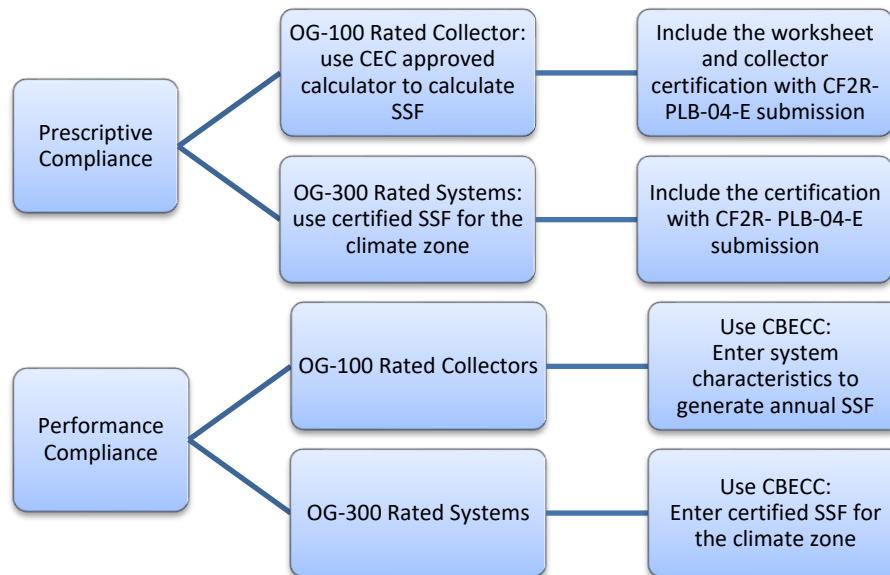 Prescriptive
Compliance
OG-100 Rated Collector:
use CEC approved
calculator to calculate
SSF
Include the worksheet
and collector
certification with CF2R-
PLB-04-E submission
OG-300 Rated Systems:
use certified SSF for the
climate zone
Include the certification
with CF2R- PLB-04-E
submission
Performance
Compliance
OG-100 Rated Collectors
Use CBECC:
Enter system
characteristics to
generate annual SSF
OG-300 Rated Systems
Use CBECC:
Enter certified SSF for
the climate zone